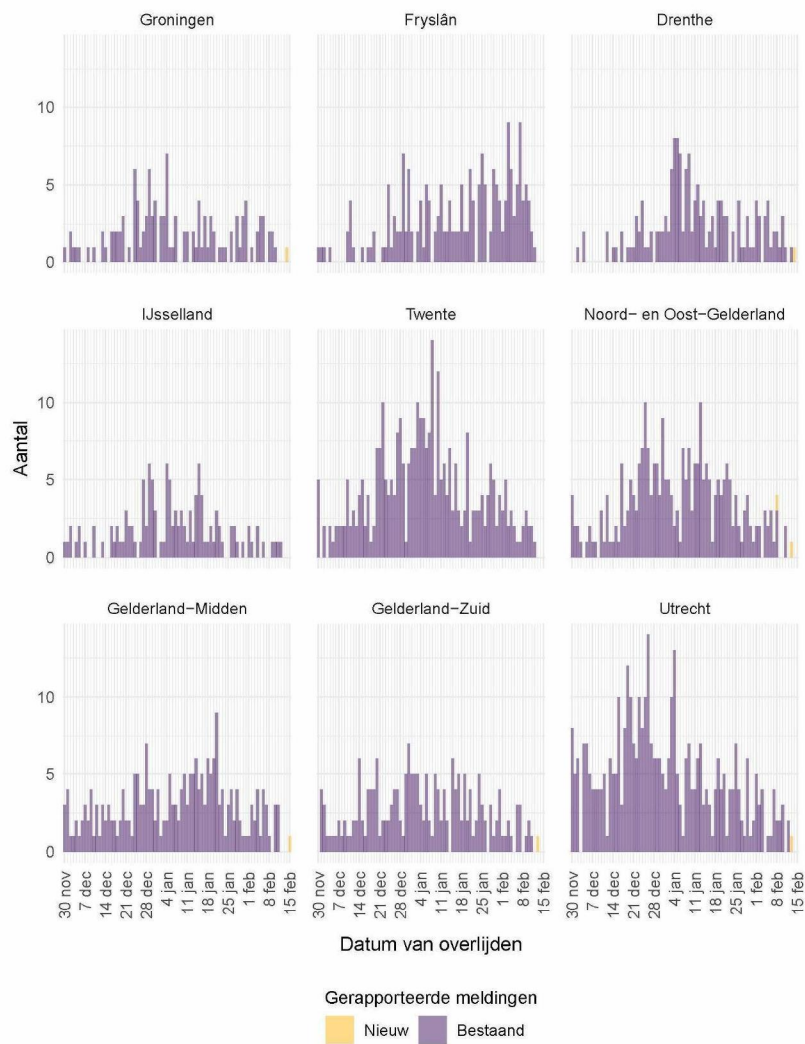 Groningen
Fryslân
Drenthe
10
5
0
IJsselland
Twente
Noord- en Oost-Gelderland
Aantal
10
5
0
Gelderland-Midden
Gelderland-Zuid
Utrecht
10
5
0
30 nov
7 dec
14 dec
21 dec
28 dec
4 jan
11 jan
18 jan
25 jan
1 feb
8 feb
15 feb
30 nov
7 dec
14 dec
21 dec
28 dec
4 jan
11 jan
18 jan
25 jan
1 feb
8 feb
15 feb
30 nov
7 dec
14 dec
21 dec
28 dec
4 jan
11 jan
18 jan
25 jan
1 feb
8 feb
15 feb
Datum van overlijden
Gerapporteerde meldingen
Nieuw
Bestaand